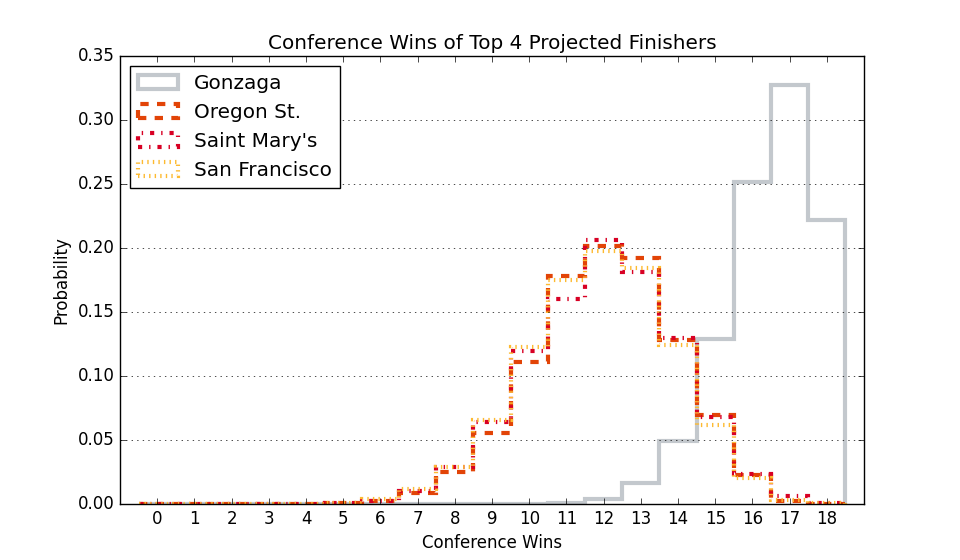 Conference Wins of Top 4 Projected Finishers
0.35
0.30
0.25
0.20
0.15
0.10
0.05
0.00
Probability
Gonzaga
Oregon St.
Saint Mary's
San Francisco
0 1 2 3 4 5 6 7 8 9 10 11 12 13 14 15 16 17 18
Conference Wins